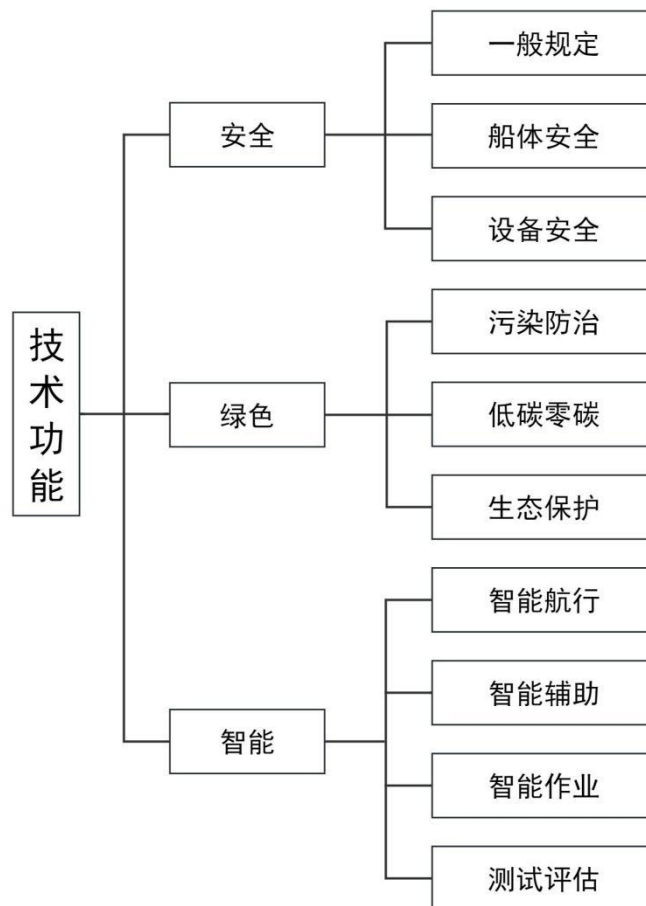 技术功能
安全
一般规定
船体安全
设备安全
绿色
污染防治
低碳零碳
生态保护
智能
智能航行
智能辅助
智能作业
测试评估